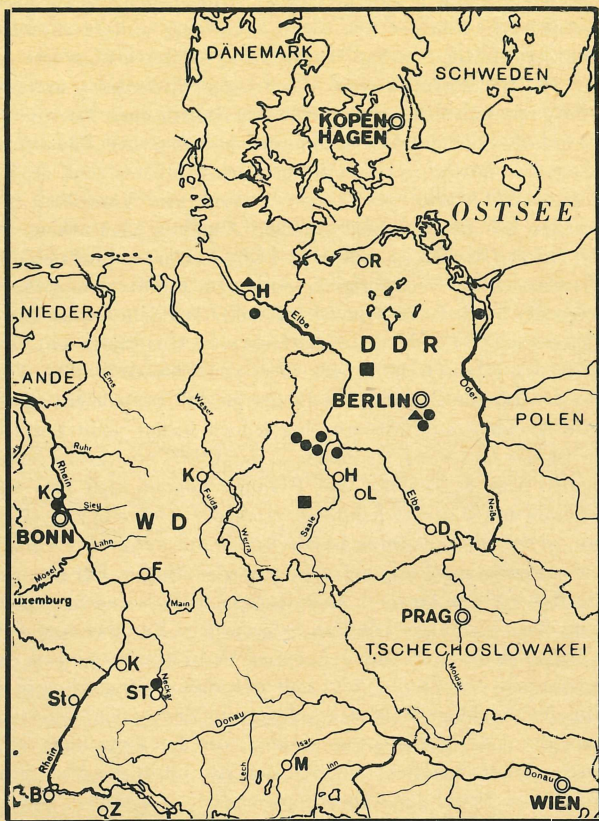 DÄNEMARK
SCHWEDEN
KOPEN
HAGEN
OSTSEE
R
H
NIEDER-
LANDE
Elbe
D D R
Ems
Weser
BERLIN
Oder
POLEN
Ruhr
Rhein
K
K
H
L
Sieg
Fulda
BONN
W D
Werra
Saale
Elbe
D
Neiße
Lahn
Mosel
F
uxemburg
Main
PRAG
TSCHECHOSLOWAKEI
K
Moldau
St
ST
Neckar
Donau
Rhein
Lech
Isar
M
Inn
Donau
B
Z
WIEN